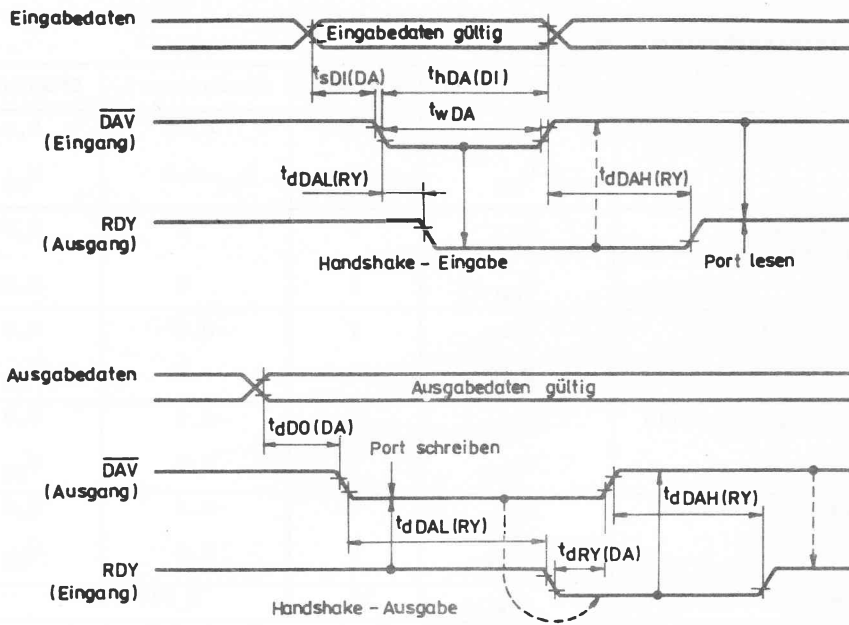 Eingabedaten
Eingabedaten gültig
tsDI(DA)
thDA(DI)
DAV
(Eingang)
twDA
tdDAL(RY)
tdDAH(RY)
RDY
(Ausgang)
Handshake - Eingabe
Port lesen
Ausgabedaten
Ausgabedaten gültig
tdDO(DA)
Port schreiben
DAV
(Ausgang)
tdDAL(RY)
tdDAH(RY)
tdRY(DA)
RDY
(Eingang)
Handshake - Ausgabe